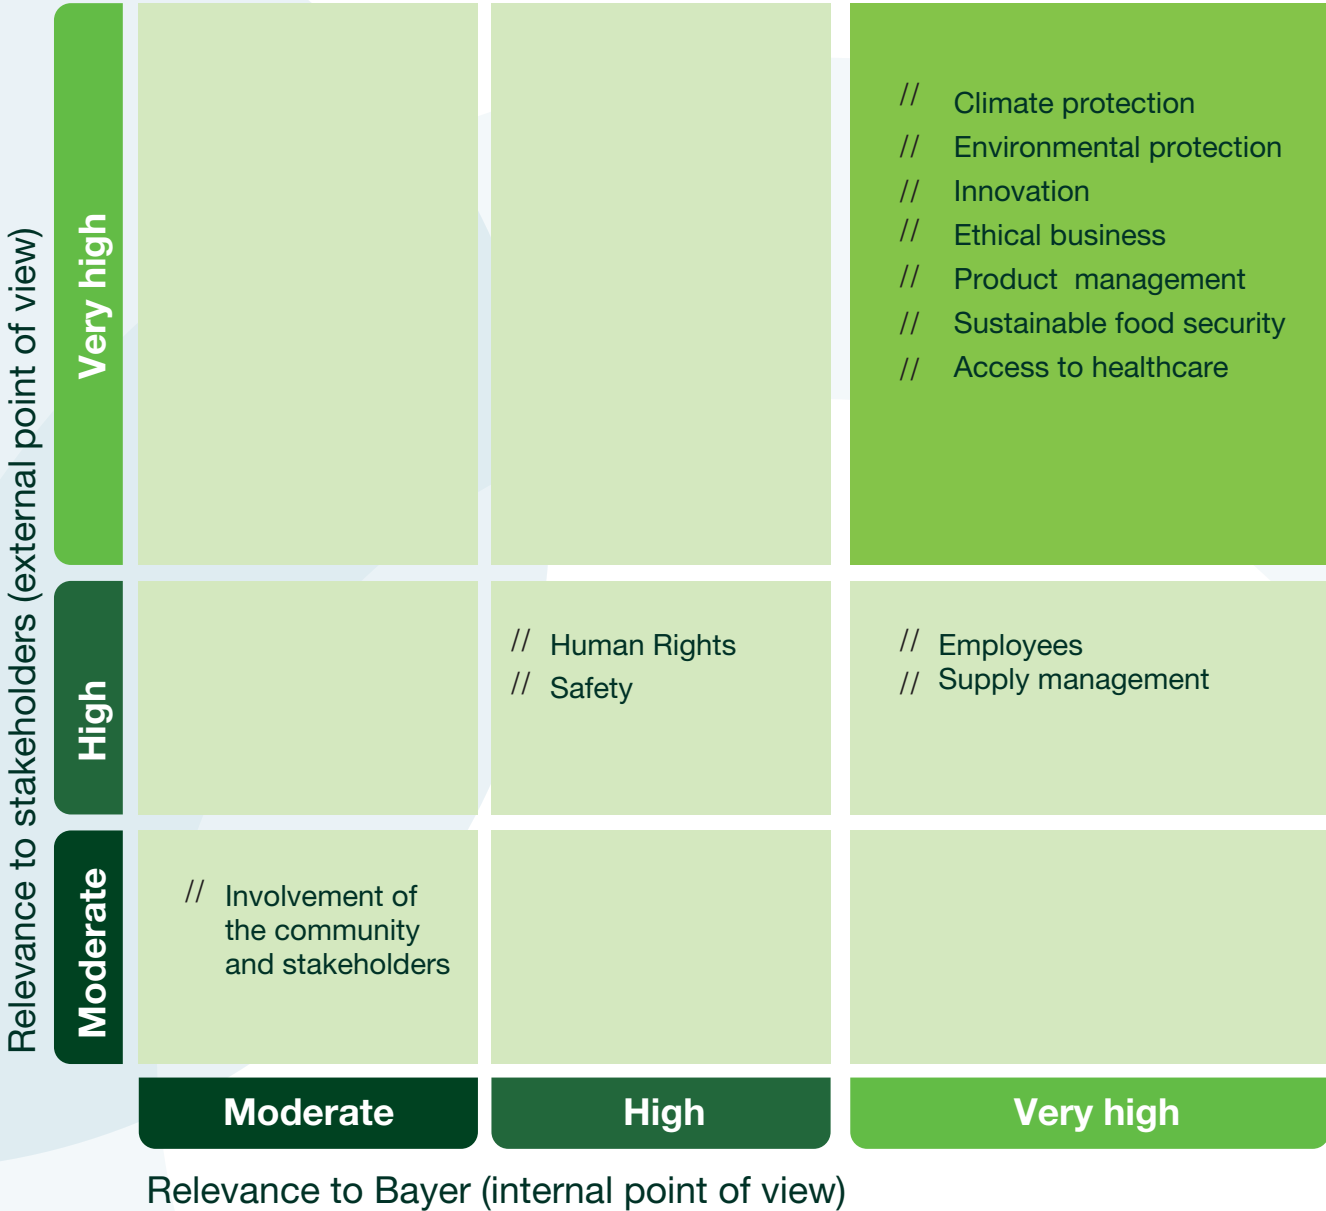 Relevance to stakeholders (external point of view)
Very high
// Climate protection
// Environmental protection
// Innovation
// Ethical business
// Product management
// Sustainable food security
// Access to healthcare
High
// Human Rights
// Safety
// Employees
// Supply management
Moderate
// Involvement of
the community
and stakeholders
Moderate
High
Very high
Relevance to Bayer (internal point of view)